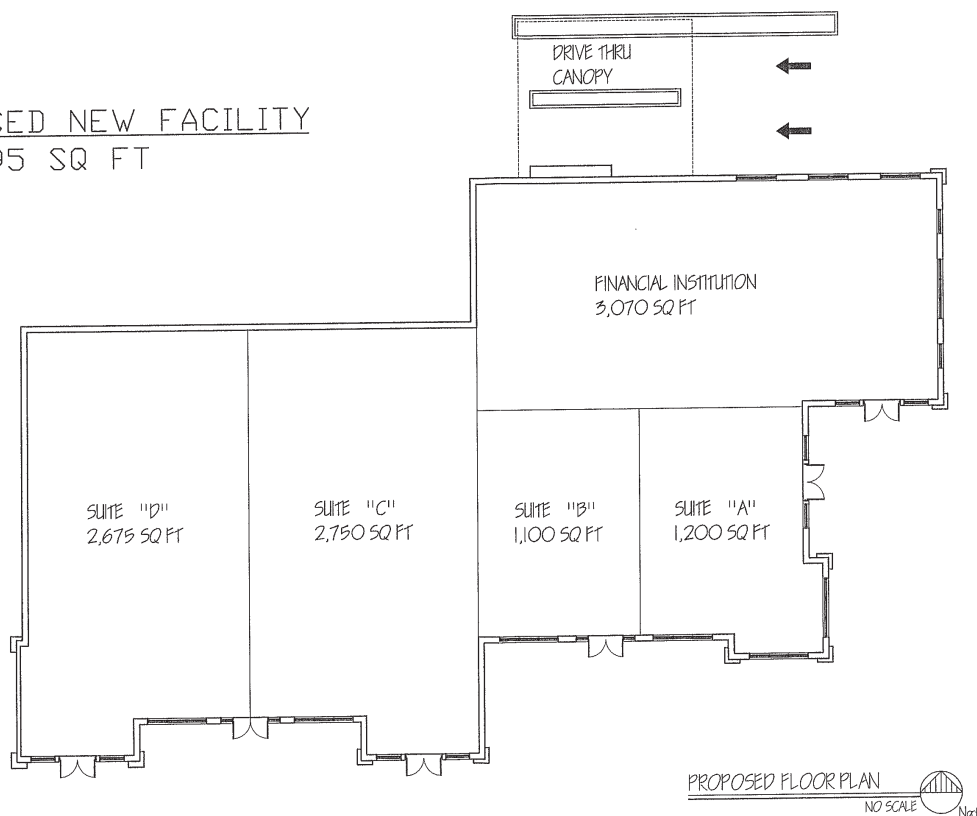 NEW FACILITY
SQ FT
DRIVE THRU
CANOPY
FINANCIAL INSTITUTION
3,070 SQ FT
SUITE "D"
2,675 SQ FT
SUITE "C"
2,750 SQ FT
SUITE "B"
1,100 SQ FT
SUITE "A"
1,200 SQ FT
PROPOSED FLOOR PLAN
NO SCALE